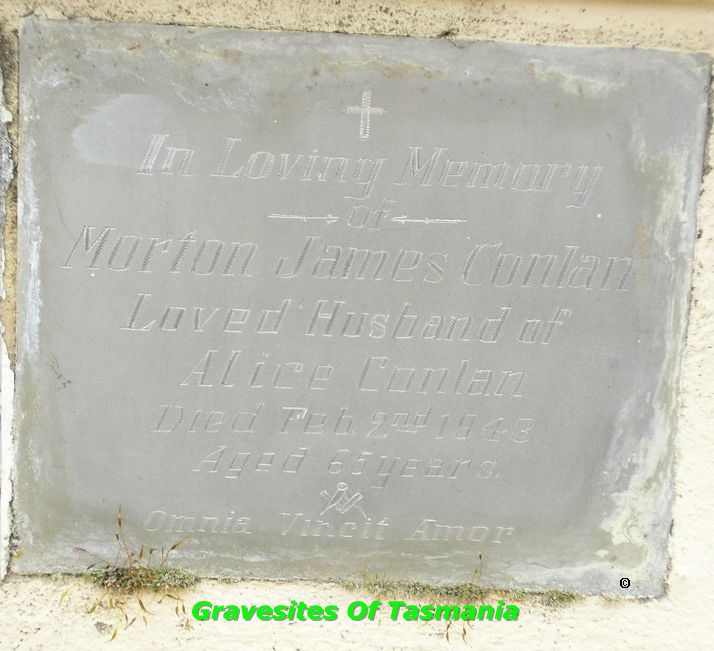 In Loving Memory
of
Morton James Conlan
Loved Husband of
Alice Conlan
Died Feb. 2nd 1948.
Aged 65 years.
Omnia Vincit Amor
©
Gravesites Of Tasmania